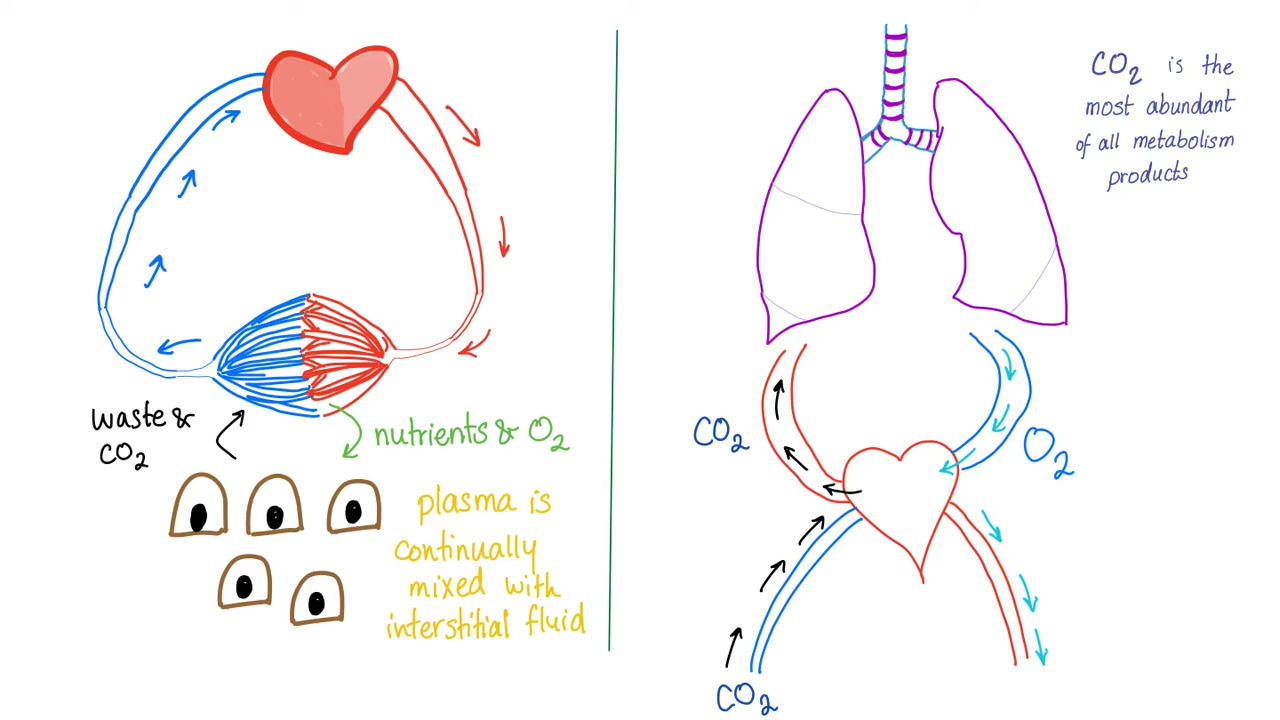 waste &
CO₂
nutrients & O₂
plasma is
continually
mixed with
interstitial fluid
CO₂ is the
most abundant
of all metabolism
products
CO₂
O₂
CO₂